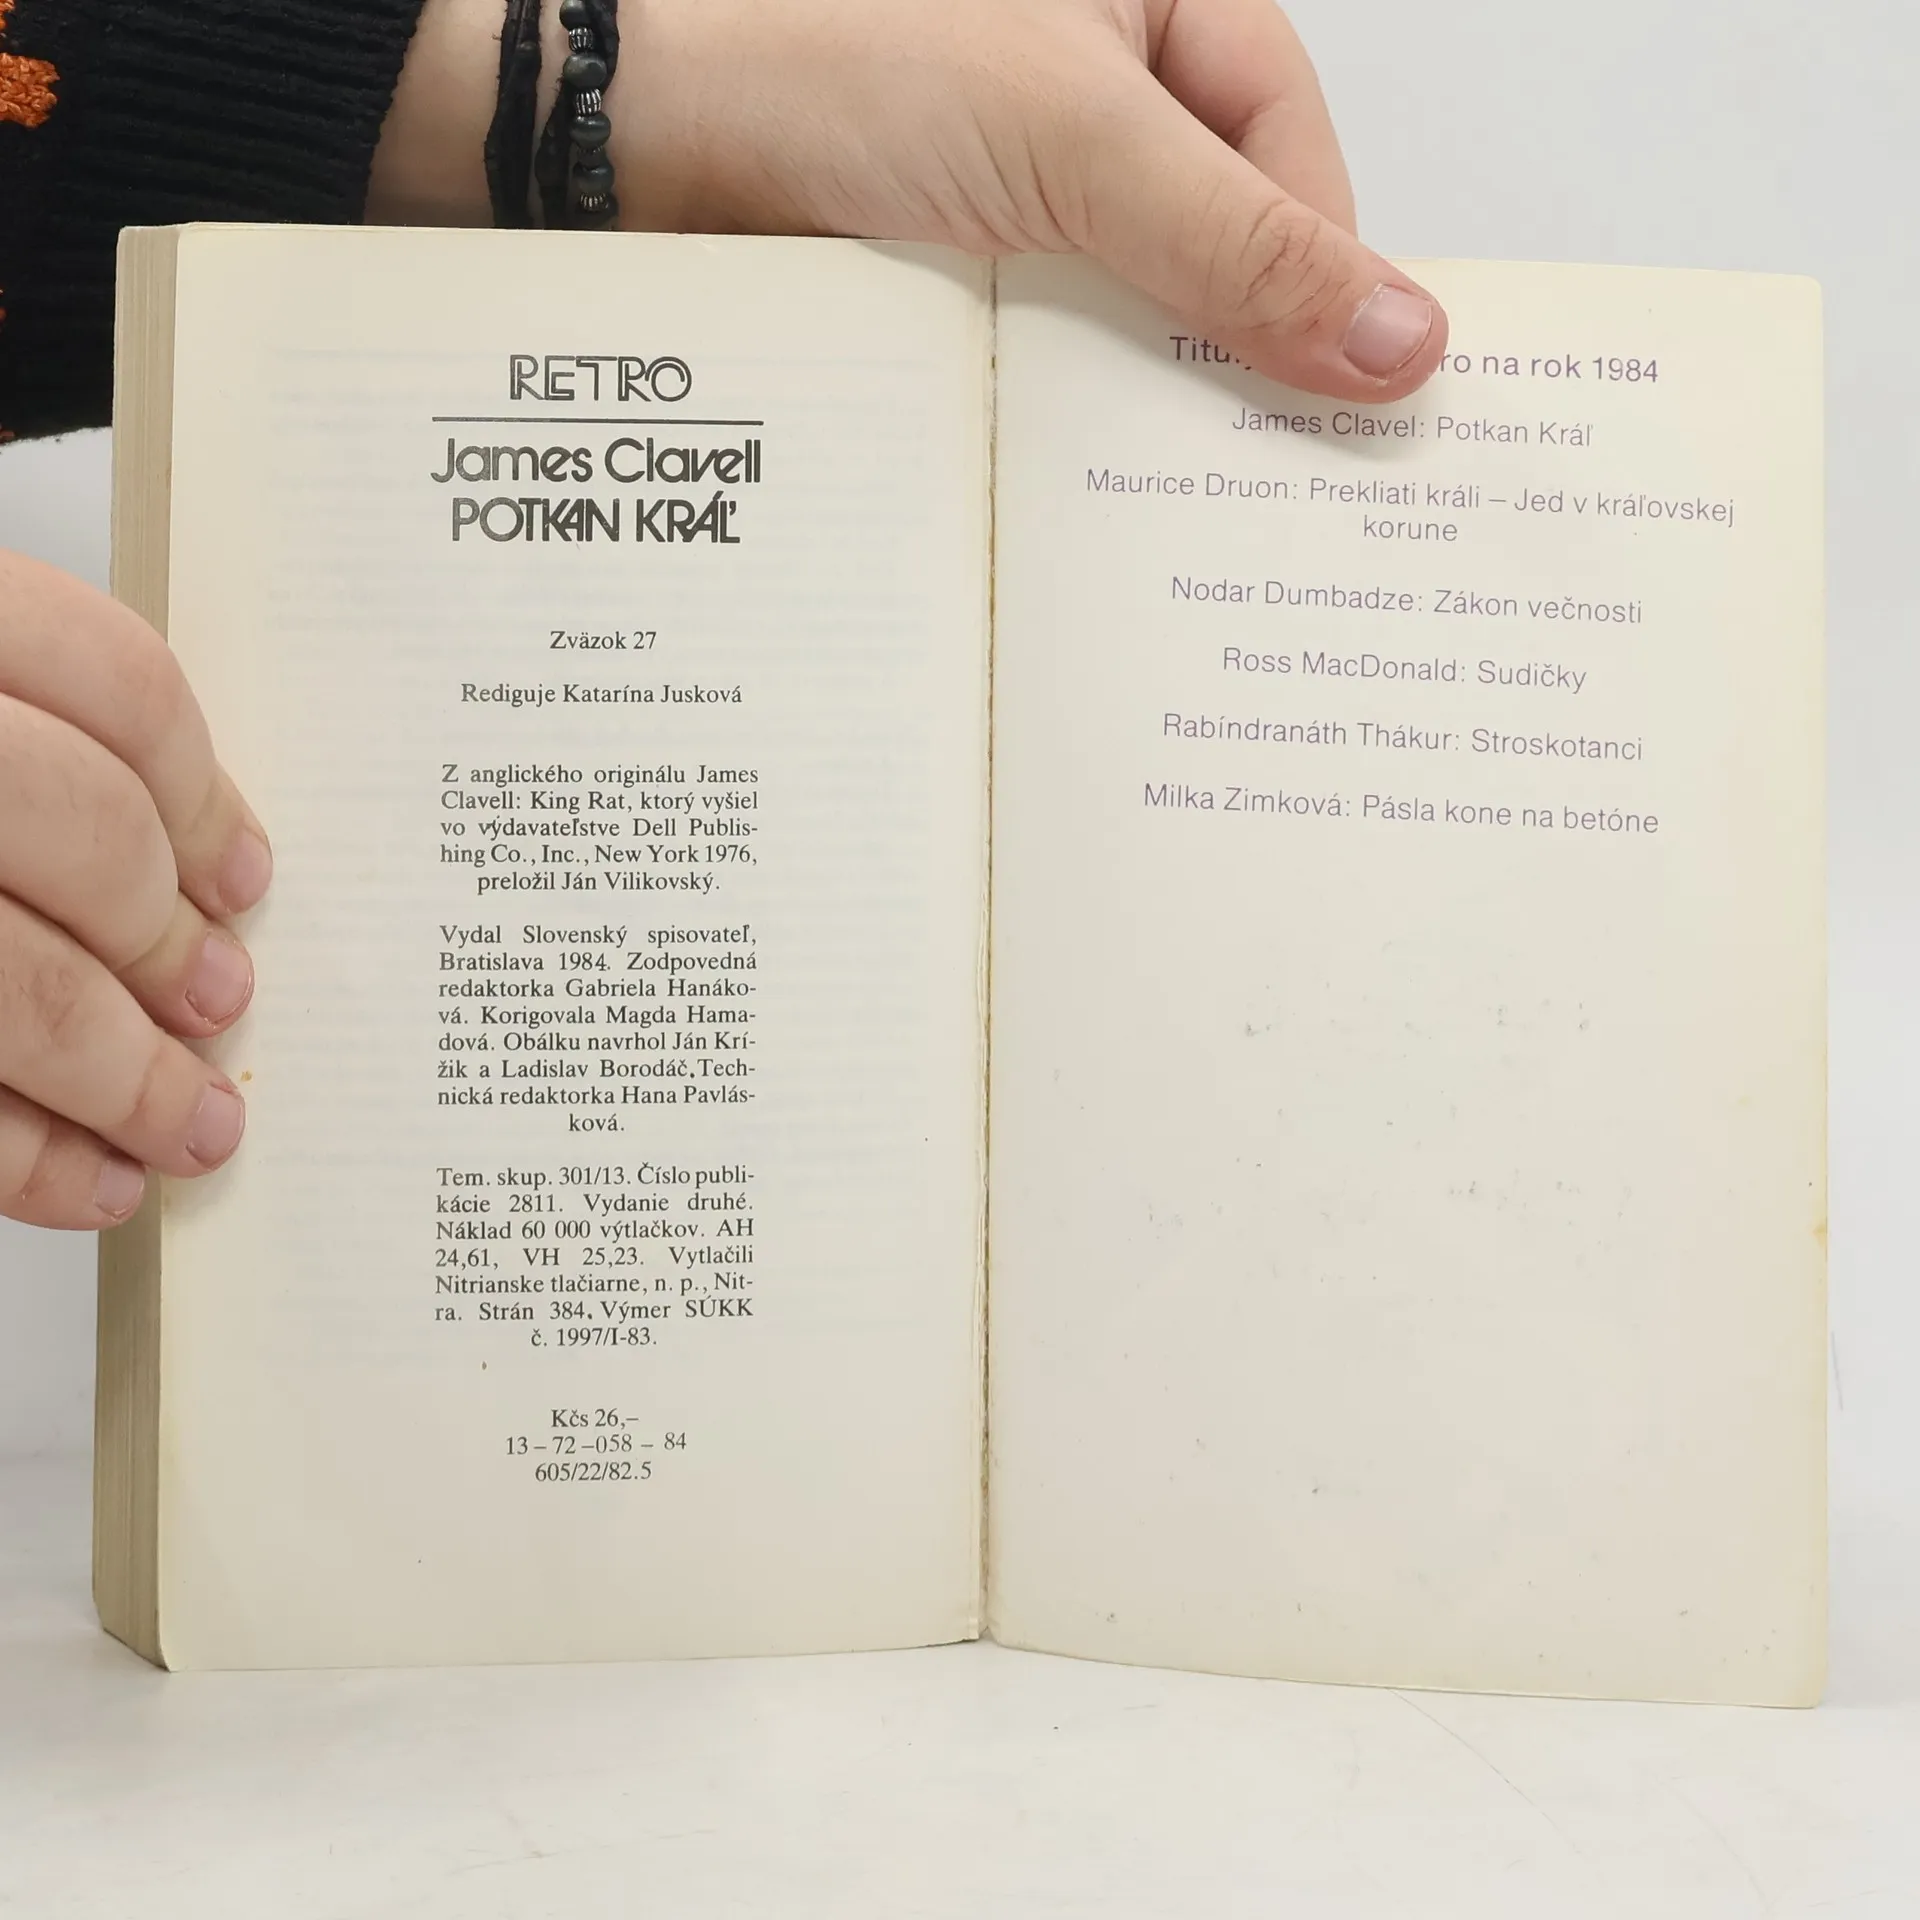 RETRO
James Clavell
POTKAN KRÁĽ
Zväzok 27
Rediguje Katarína Jusková
Z anglického originálu James
Clavell: King Rat, ktorý vyšiel
vo výdavateľstve Dell Publis-
hing Co., Inc., New York 1976,
preložil Ján Vilikovský.
Vydal Slovenský spisovateľ,
Bratislava 1984. Zodpovedná
redaktorka Gabriela Hanáko-
vá. Korigovala Magda Hama-
dová. Obálku navrhol Ján Krí-
žik a Ladislav Borodáč. Tech-
nická redaktorka Hana Pavlás-
ková.
Tem. skup. 301/13. Číslo publi-
kácie 2811. Vydanie druhé.
Náklad 60 000 výtlačkov. AH
24,61, VH 25,23. Vytlačili
Nitrianske tlačiarne, n. p., Nit-
ra. Strán 384. Výmer SÚKK
č. 1997/I-83.
Kčs 26,–
13 – 72 –058 – 84
605/22/82.5
na rok 1984
James Clavel: Potkan Kráľ
Maurice Druon: Prekliati králi – Jed v kráľovskej
korune
Nodar Dumbadze: Zákon večnosti
Ross MacDonald: Sudičky
Rabíndranáth Thákur: Stroskotanci
Milka Zimková: Pásla kone na betóne